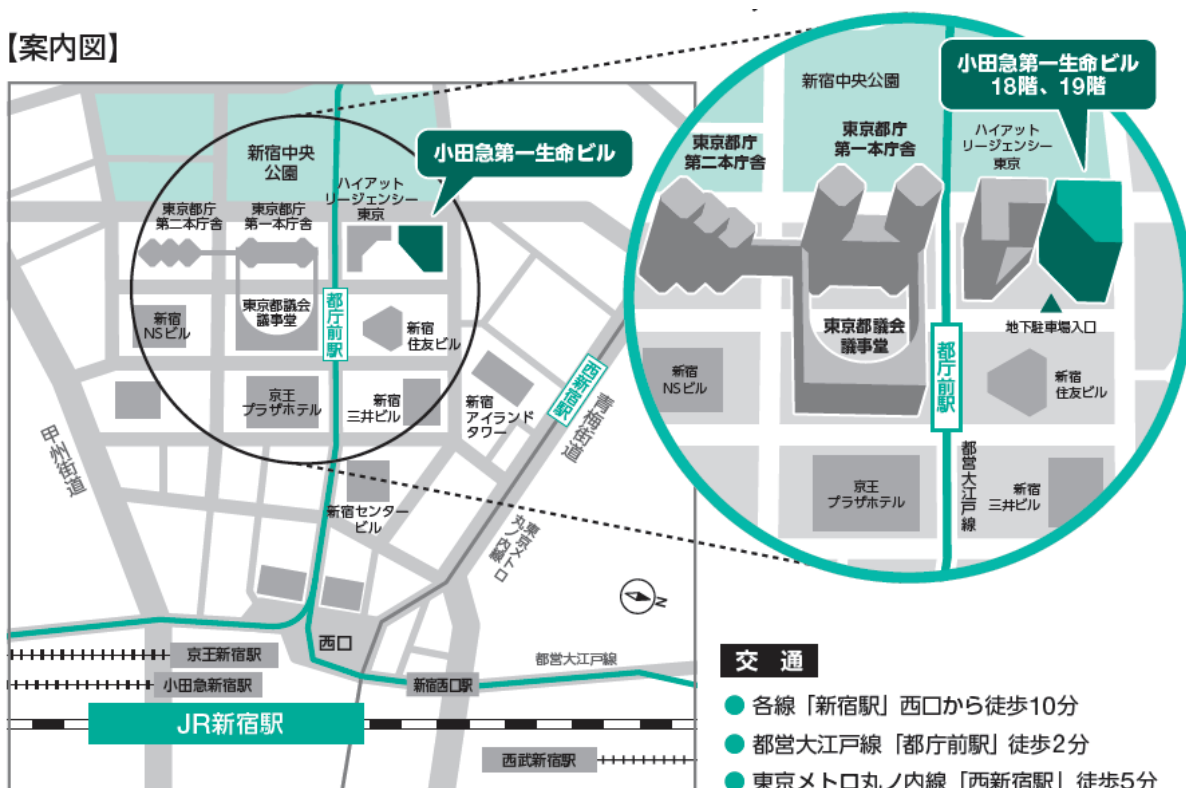 【案内図】
小田急第一生命ビル
新宿中央
公園
ハイアット
リージェンシー
東京
東京都庁
第二本庁舎
東京都庁
第一本庁舎
東京都議会
議事堂
都庁前駅
新宿
NSビル
新宿
住友ビル
京王
プラザホテル
新宿
三井ビル
新宿
アイランド
タワー
西新宿駅
青梅街道
甲州街道
新宿センター
ビル
東京メトロ
丸ノ内線
N
西口
京王新宿駅
小田急新宿駅
新宿西口駅
都営大江戸線
JR新宿駅
西武新宿駅
小田急第一生命ビル
18階、19階
新宿中央公園
東京都庁
第二本庁舎
東京都庁
第一本庁舎
ハイアット
リージェンシー
東京
地下駐車場入口
東京都議会
議事堂
都庁前駅
新宿
NSビル
新宿
住友ビル
都営大江戸線
京王
プラザホテル
新宿
三井ビル
交 通
● 各線「新宿駅」西口から徒歩10分
● 都営大江戸線「都庁前駅」徒歩2分
● 東京メトロ丸ノ内線「西新宿駅」徒歩5分